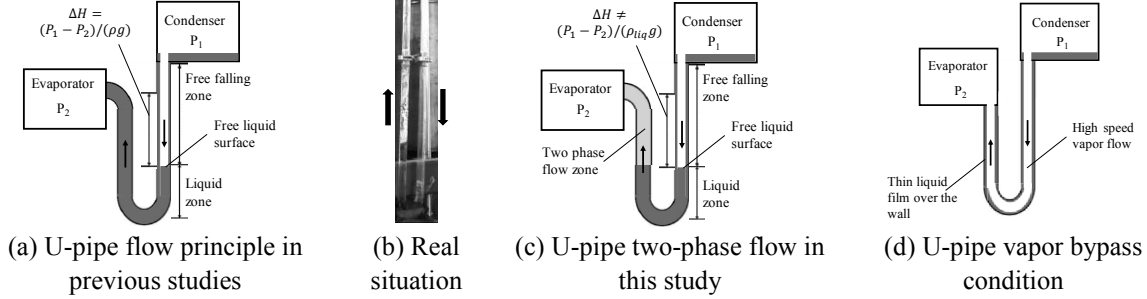 ΔH =
(P₁ − P₂)/(ρg)
Condenser
P₁
Evaporator
P₂
Free falling
zone
Free liquid
surface
Liquid
zone
(a) U-pipe flow principle in
previous studies
(b) Real
situation
ΔH ≠
(P₁ − P₂)/(ρₗᵢqg)
Condenser
P₁
Evaporator
P₂
Free falling
zone
Two phase
flow zone
Free liquid
surface
Liquid
zone
(c) U-pipe two-phase flow in
this study
Condenser
P₁
Evaporator
P₂
High speed
vapor flow
Thin liquid
film over the
wall
(d) U-pipe vapor bypass
condition